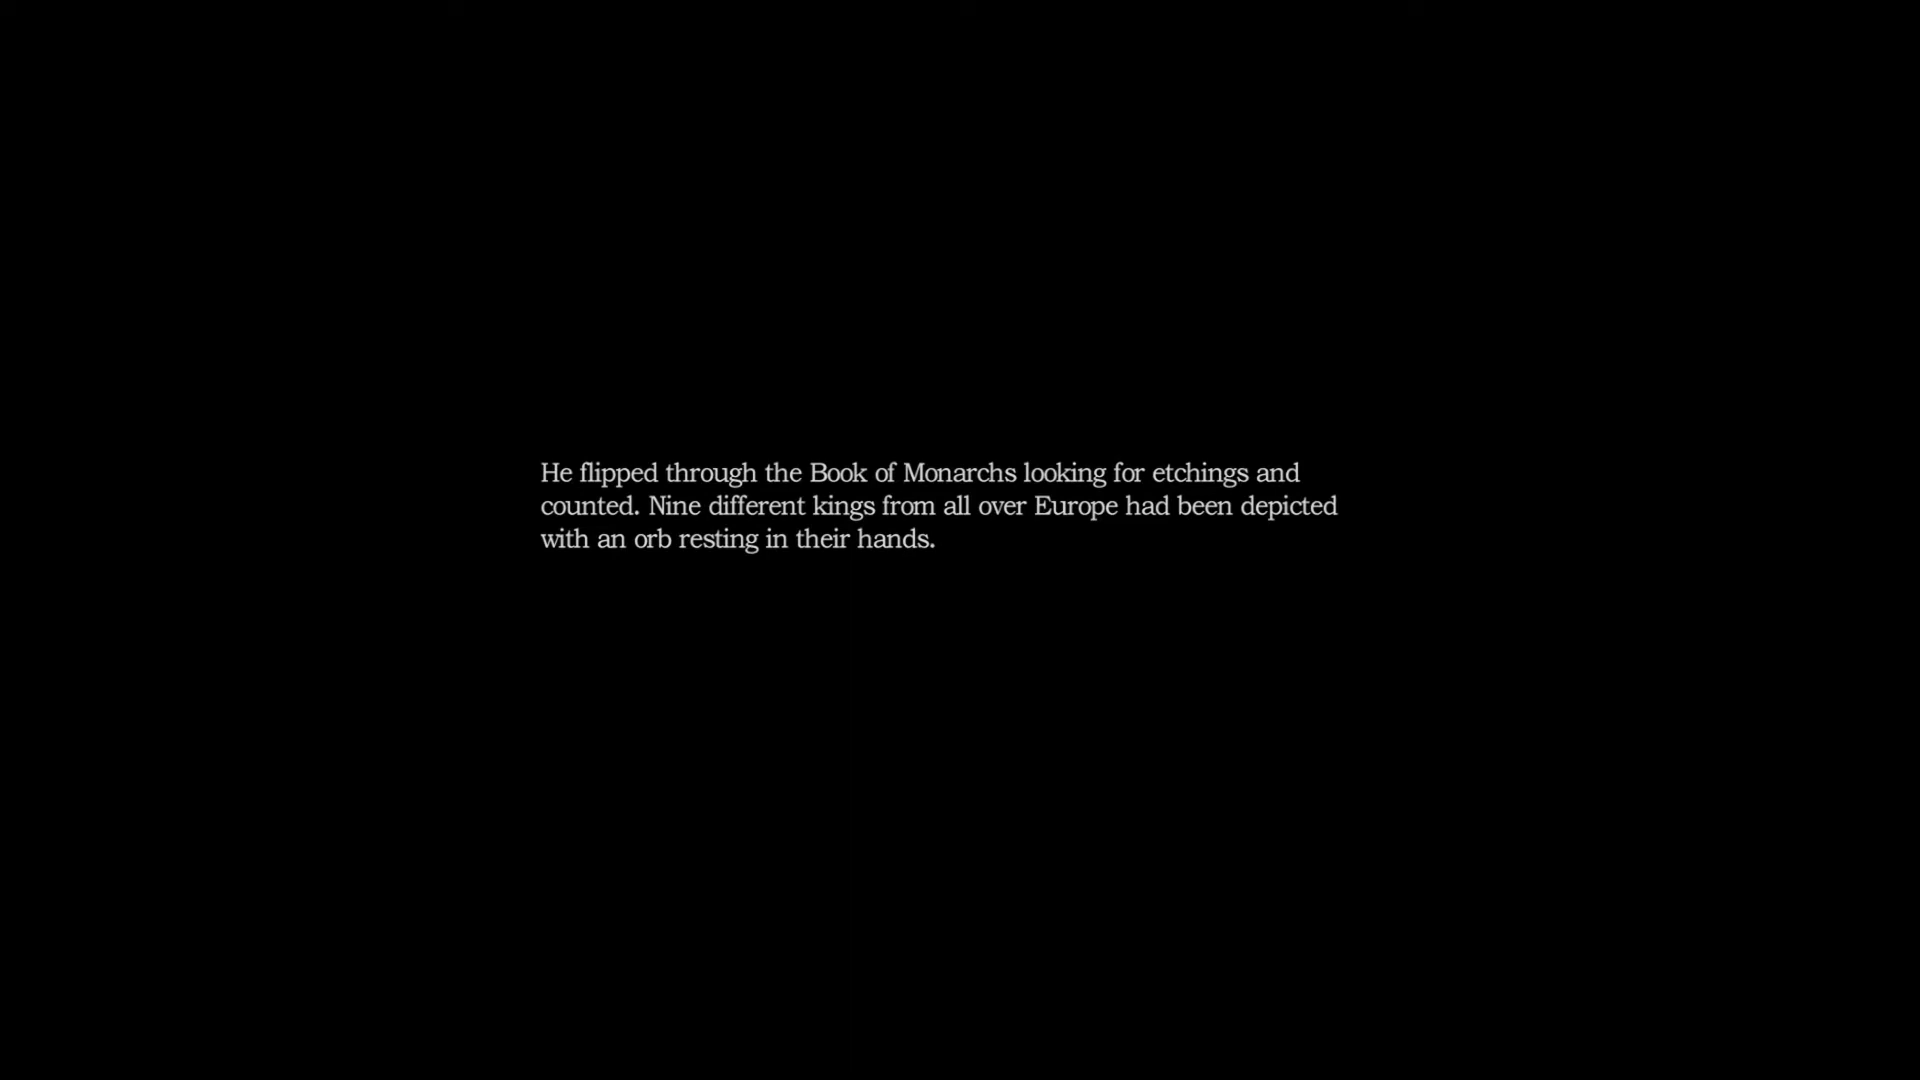 He flipped through the Book of Monarchs looking for etchings and
counted. Nine different kings from all over Europe had been depicted
with an orb resting in their hands.